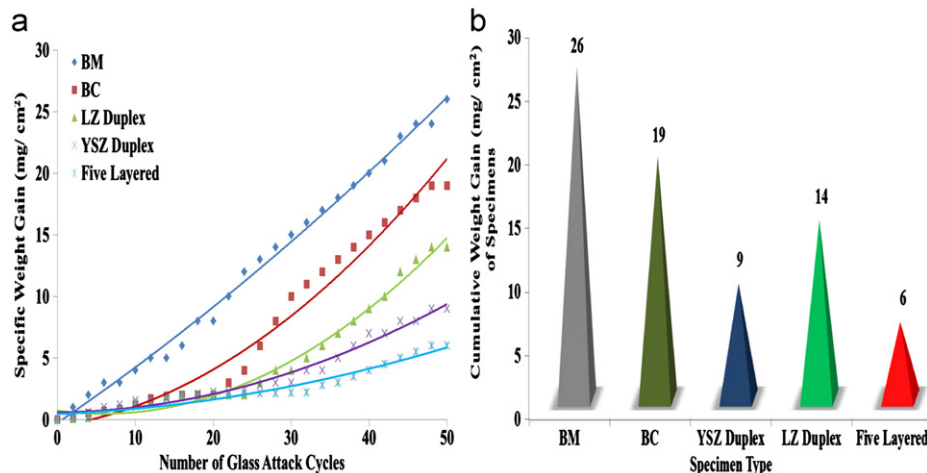 a
Specific Weight Gain (mg/ cm²)
30
25
20
15
10
5
0
BM
BC
LZ Duplex
YSZ Duplex
Five Layered
0 10 20 30 40 50
Number of Glass Attack Cycles
b
Cumulative Weight Gain (mg/ cm²)
of Specimens
30
25
20
15
10
5
0
26
19
9
14
6
BM BC YSZ Duplex LZ Duplex Five Layered
Specimen Type